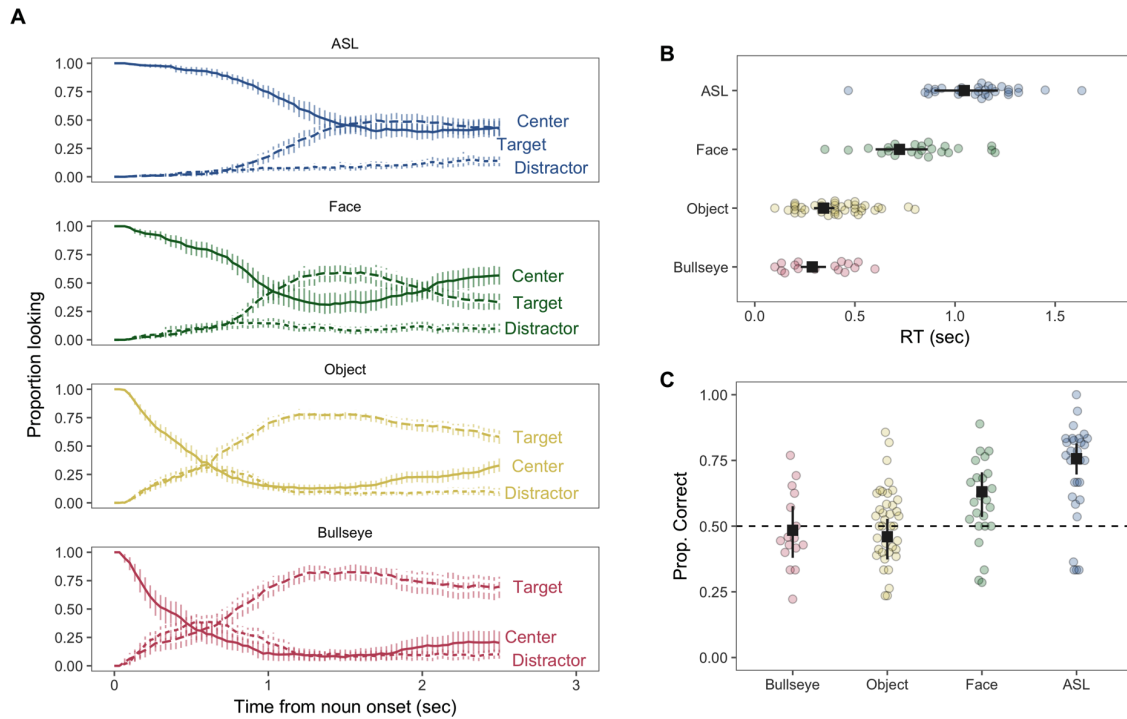 A
ASL
1.00
0.75
0.50
0.25
0.00
Center
Target
Distractor
Face
1.00
0.75
0.50
0.25
0.00
Center
Target
Distractor
Object
1.00
0.75
0.50
0.25
0.00
Target
Center
Distractor
Bullseye
1.00
0.75
0.50
0.25
0.00
Target
Center
Distractor
Proportion looking
0
1
2
3
Time from noun onset (sec)
B
ASL
Face
Object
Bullseye
0.0
0.5
1.0
1.5
RT (sec)
C
1.00
0.75
0.50
0.25
0.00
Prop. Correct
Bullseye
Object
Face
ASL